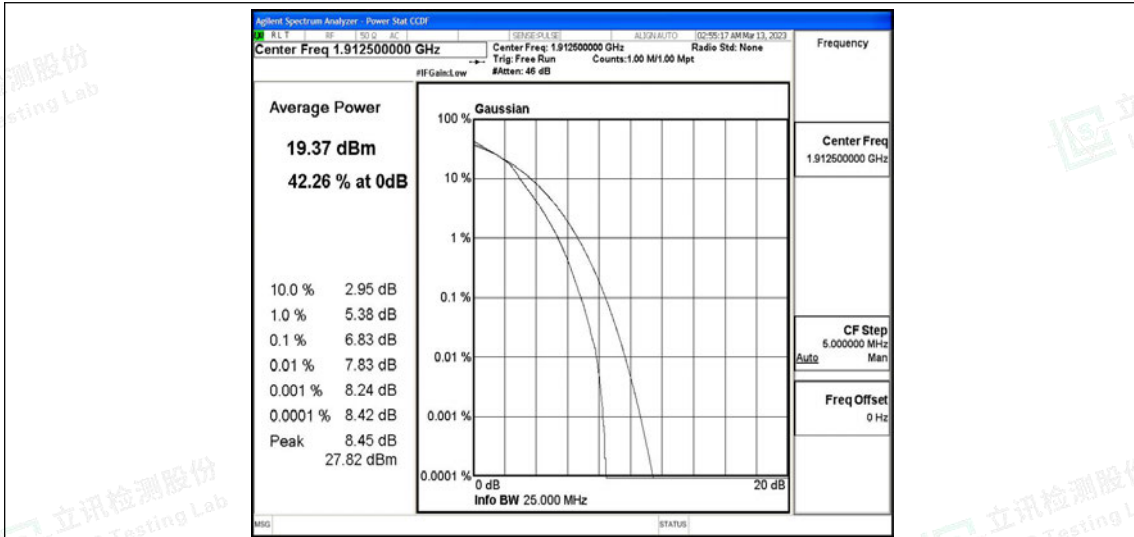 Agilent Spectrum Analyzer - Power Stat CCDF
RLT RF 50 Ω AC SENSE:PULSE ALIGNAUTO 02:55:17 AM Mar 13, 2023
Center Freq 1.912500000 GHz
Center Freq: 1.912500000 GHz Radio Std: None
Trig: Free Run Counts:1.00 M/1.00 Mpt
#IFGain:Low #Atten: 46 dB
Frequency
Average Power
19.37 dBm
42.26 % at 0dB
10.0 % 2.95 dB
1.0 % 5.38 dB
0.1 % 6.83 dB
0.01 % 7.83 dB
0.001 % 8.24 dB
0.0001 % 8.42 dB
Peak 8.45 dB
27.82 dBm
Gaussian
100 %
10 %
1 %
0.1 %
0.01 %
0.001 %
0.0001 %
0 dB 20 dB
Info BW 25.000 MHz
Center Freq
1.912500000 GHz
CF Step
5.000000 MHz
Auto Man
Freq Offset
0 Hz
MSG STATUS
立讯检测股份
Testing Lab